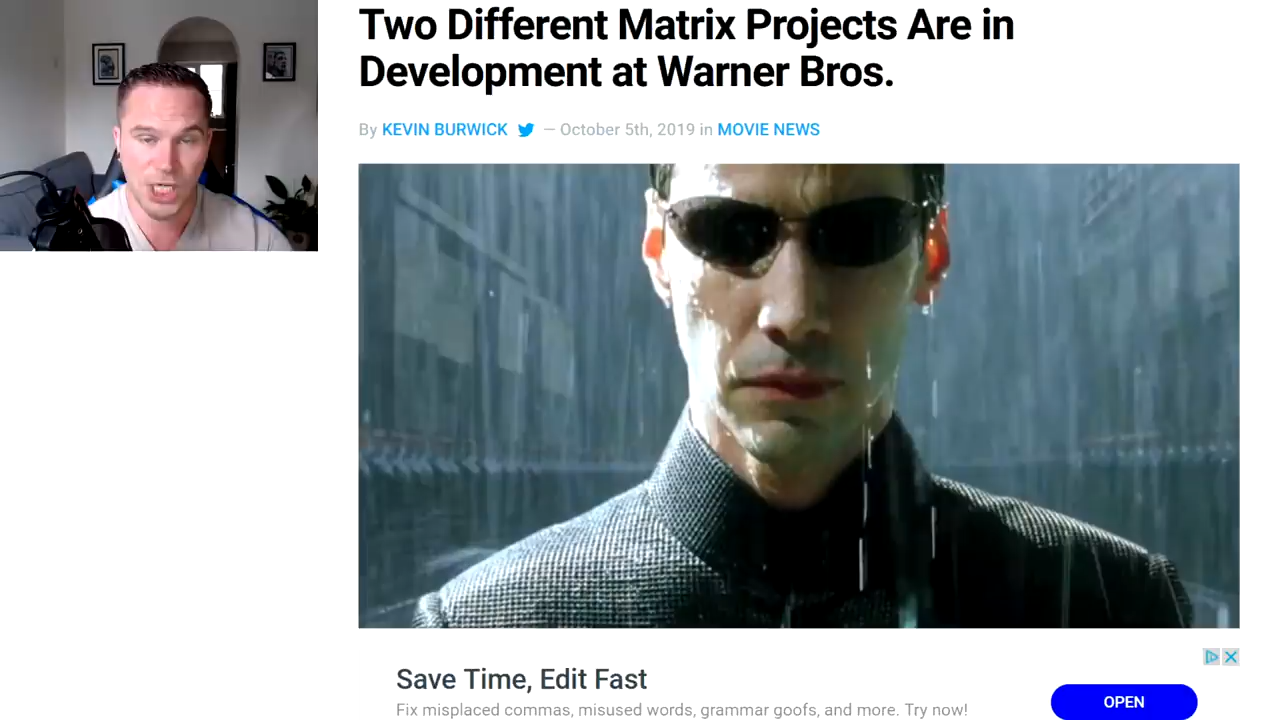 Two Different Matrix Projects Are in
Development at Warner Bros.
By KEVIN BURWICK — October 5th, 2019 in MOVIE NEWS
Save Time, Edit Fast
Fix misplaced commas, misused words, grammar goofs, and more. Try now!
OPEN